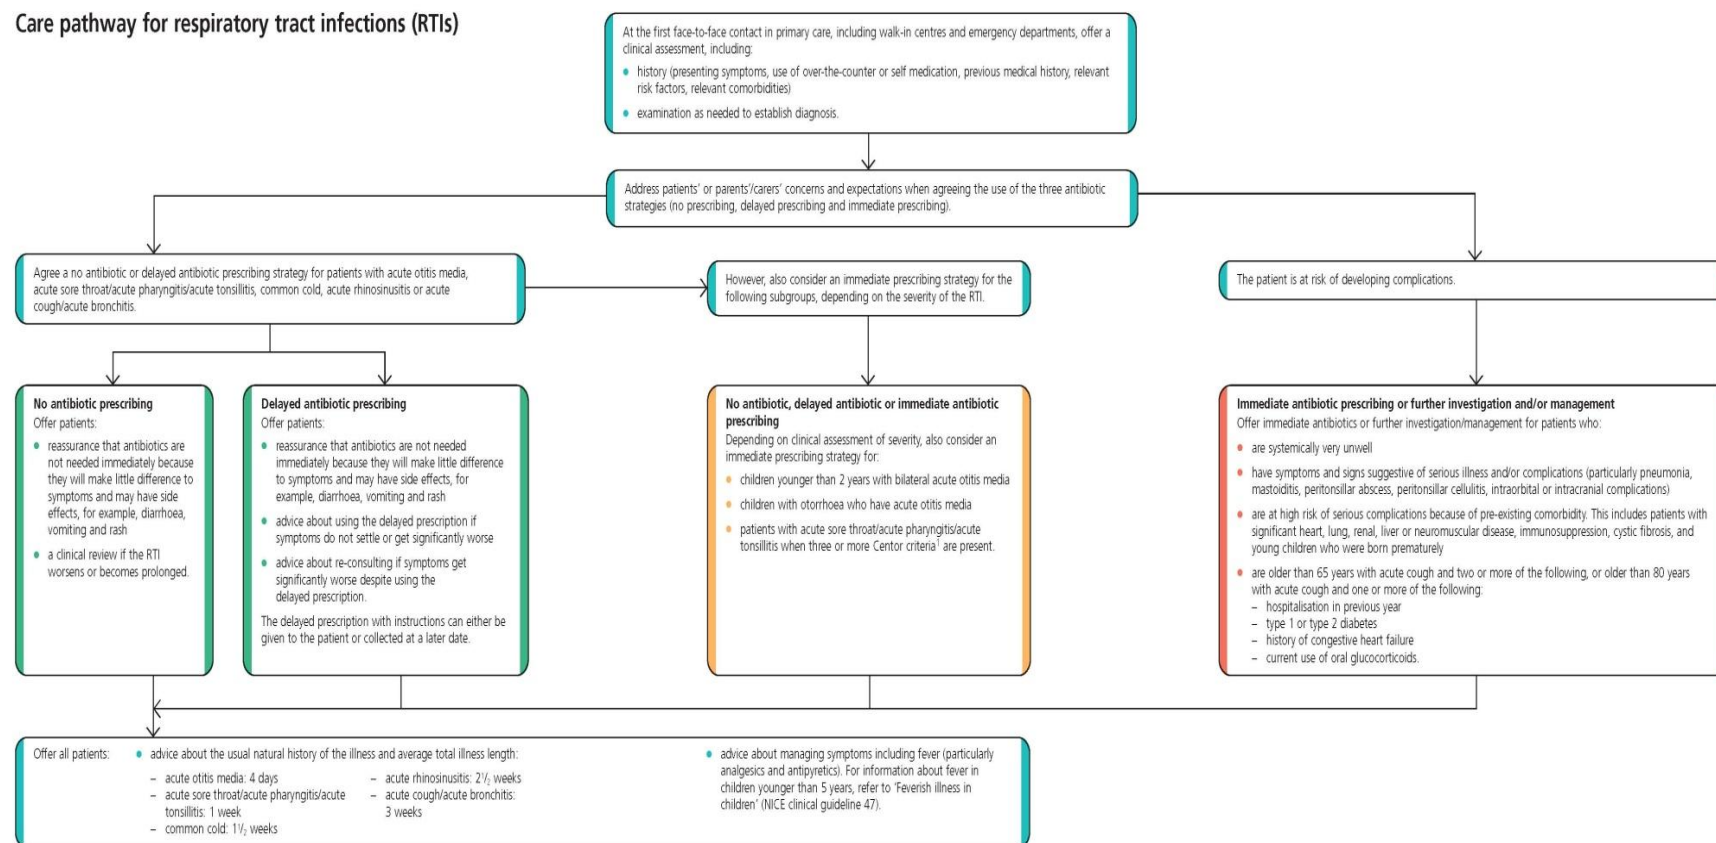 Care pathway for respiratory tract infections (RTIs)
At the first face-to-face contact in primary care, including walk-in centres and emergency departments, offer a
clinical assessment, including:
• history (presenting symptoms, use of over-the-counter or self medication, previous medical history, relevant
risk factors, relevant comorbidities)
• examination as needed to establish diagnosis.
Address patients' or parents'/carers' concerns and expectations when agreeing the use of the three antibiotic
strategies (no prescribing, delayed prescribing and immediate prescribing).
Agree a no antibiotic or delayed antibiotic prescribing strategy for patients with acute otitis media,
acute sore throat/acute pharyngitis/acute tonsillitis, common cold, acute rhinosinusitis or acute
cough/acute bronchitis.
However, also consider an immediate prescribing strategy for the
following subgroups, depending on the severity of the RTI.
The patient is at risk of developing complications.
No antibiotic prescribing
Offer patients:
• reassurance that antibiotics are
not needed immediately because
they will make little difference to
symptoms and may have side
effects, for example, diarrhoea,
vomiting and rash
• a clinical review if the RTI
worsens or becomes prolonged.
Delayed antibiotic prescribing
Offer patients:
• reassurance that antibiotics are not needed
immediately because they will make little difference
to symptoms and may have side effects, for
example, diarrhoea, vomiting and rash
• advice about using the delayed prescription if
symptoms do not settle or get significantly worse
• advice about re-consulting if symptoms get
significantly worse despite using the
delayed prescription.
The delayed prescription with instructions can either be
given to the patient or collected at a later date.
No antibiotic, delayed antibiotic or immediate antibiotic
prescribing
Depending on clinical assessment of severity, also consider an
immediate prescribing strategy for:
• children younger than 2 years with bilateral acute otitis media
• children with otorrhoea who have acute otitis media
• patients with acute sore throat/acute pharyngitis/acute
tonsillitis when three or more Centor criteria¹ are present.
Immediate antibiotic prescribing or further investigation and/or management
Offer immediate antibiotics or further investigation/management for patients who:
• are systemically very unwell
• have symptoms and signs suggestive of serious illness and/or complications (particularly pneumonia,
mastoiditis, peritonsillar abscess, peritonsillar cellulitis, intraorbital or intracranial complications)
• are at high risk of serious complications because of pre-existing comorbidity. This includes patients with
significant heart, lung, renal, liver or neuromuscular disease, immunosuppression, cystic fibrosis, and
young children who were born prematurely
• are older than 65 years with acute cough and two or more of the following, or older than 80 years
with acute cough and one or more of the following:
– hospitalisation in previous year
– type 1 or type 2 diabetes
– history of congestive heart failure
– current use of oral glucocorticoids.
Offer all patients:
• advice about the usual natural history of the illness and average total illness length:
– acute otitis media: 4 days
– acute sore throat/acute pharyngitis/acute
tonsillitis: 1 week
– common cold: 1½ weeks
– acute rhinosinusitis: 2½ weeks
– acute cough/acute bronchitis:
3 weeks
• advice about managing symptoms including fever (particularly
analgesics and antipyretics). For information about fever in
children younger than 5 years, refer to 'Feverish illness in
children' (NICE clinical guideline 47).